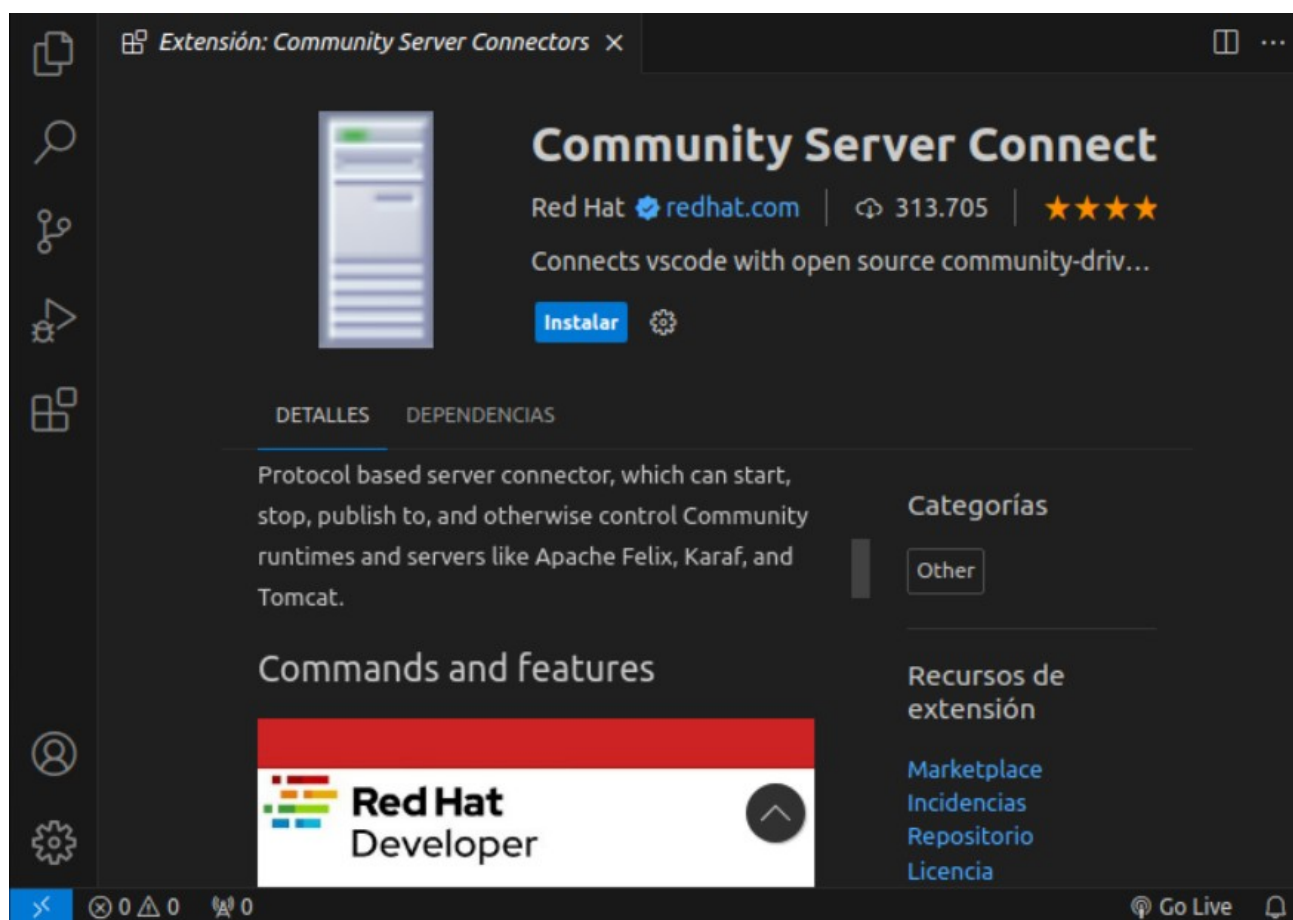 Extensión: Community Server Connectors
Community Server Connect
Red Hat redhat.com 313.705
Connects vscode with open source community-driv...
Instalar
DETALLES DEPENDENCIAS
Protocol based server connector, which can start,
stop, publish to, and otherwise control Community
runtimes and servers like Apache Felix, Karaf, and
Tomcat.
Commands and features
Red Hat
Developer
Categorías
Other
Recursos de
extensión
Marketplace
Incidencias
Repositorio
Licencia
0 0 0 Go Live